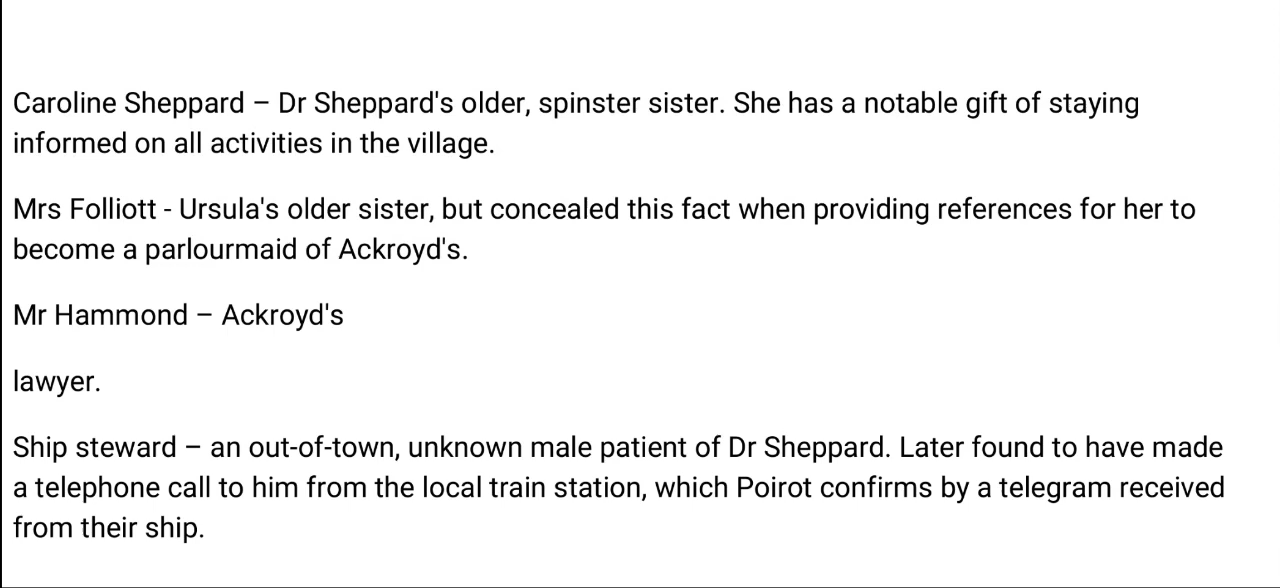 Caroline Sheppard – Dr Sheppard's older, spinster sister. She has a notable gift of staying
informed on all activities in the village.
Mrs Folliott - Ursula's older sister, but concealed this fact when providing references for her to
become a parlourmaid of Ackroyd's.
Mr Hammond – Ackroyd's
lawyer.
Ship steward – an out-of-town, unknown male patient of Dr Sheppard. Later found to have made
a telephone call to him from the local train station, which Poirot confirms by a telegram received
from their ship.